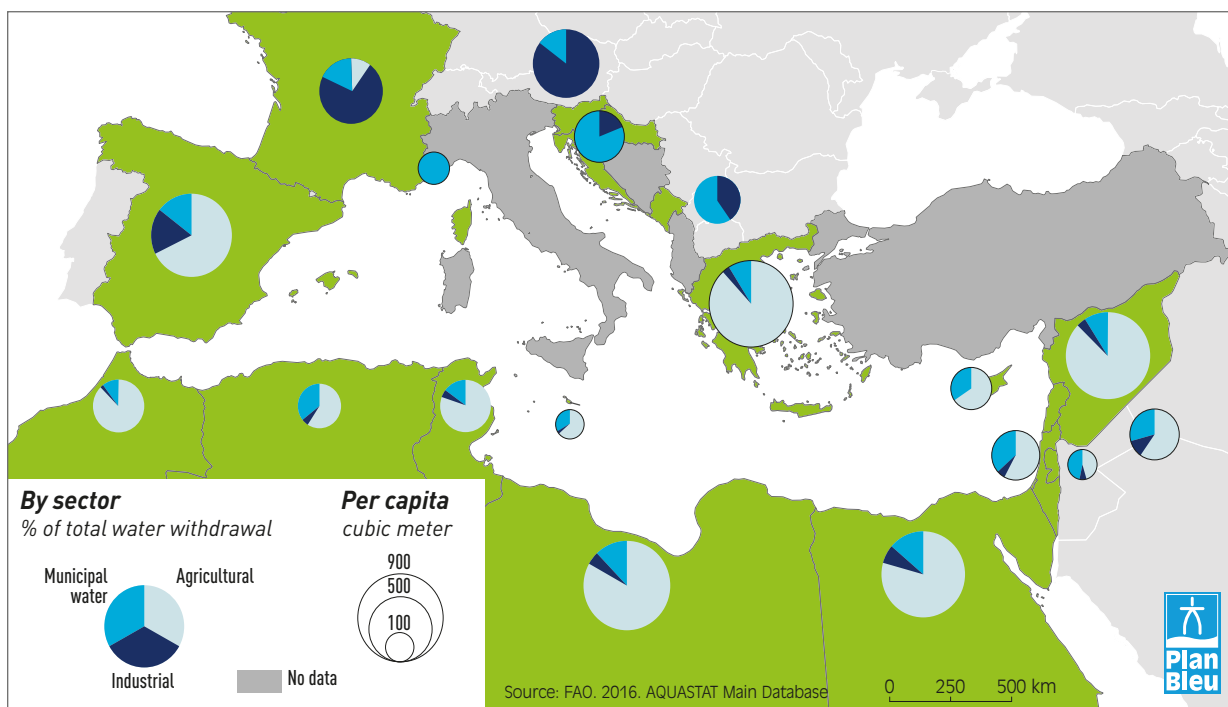 By sector
% of total water withdrawal
Municipal
water
Agricultural
Industrial
Per capita
cubic meter
900
500
100
No data
Source: FAO. 2016. AQUASTAT Main Database
0 250 500 km
Plan
Bleu